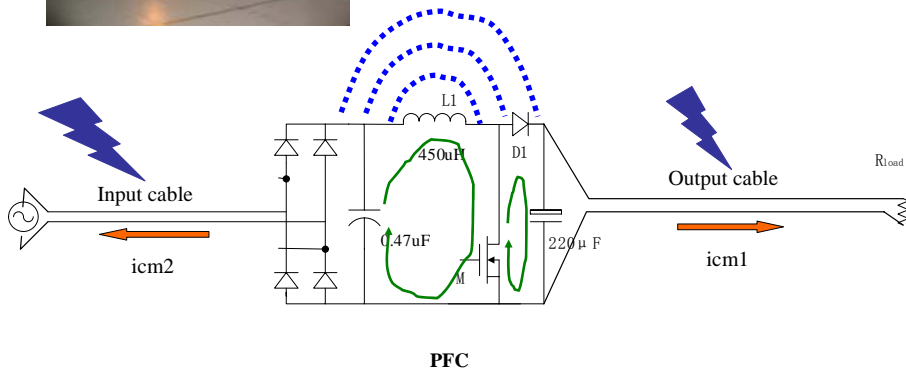 L1
450uH
D1
Rload
Input cable
Output cable
0.47uF
220μF
M
icm2
icm1
PFC